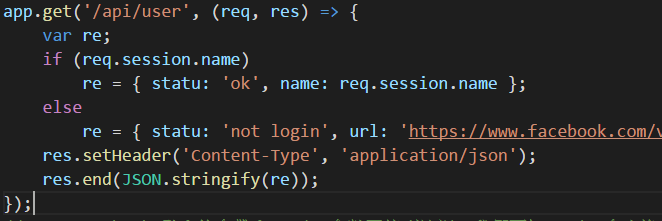 app.get('/api/user', (req, res) => {
    var re;
    if (req.session.name)
        re = { statu: 'ok', name: req.session.name };
    else
        re = { statu: 'not login', url: 'https://www.facebook.com/v
    res.setHeader('Content-Type', 'application/json');
    res.end(JSON.stringify(re));
});